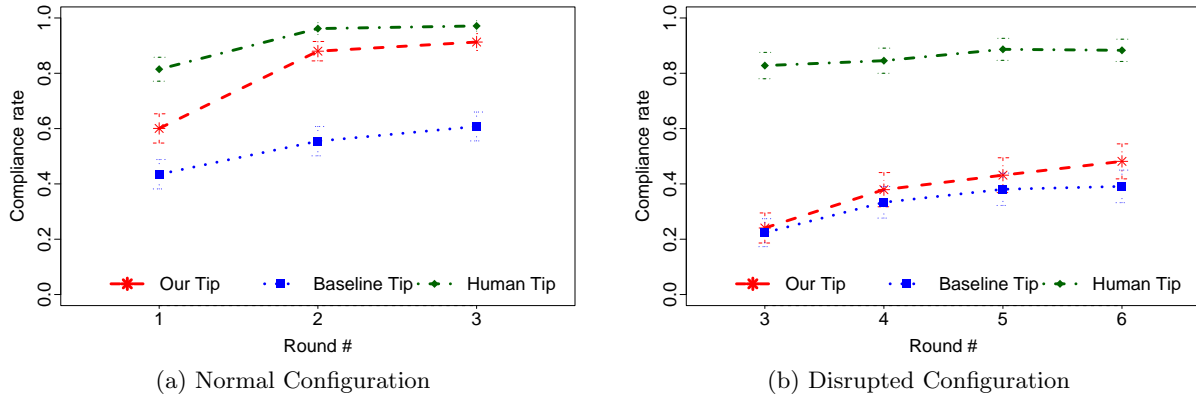 Compliance rate
1.0
0.8
0.6
0.4
0.2
0.0
Our Tip
Baseline Tip
Human Tip
1
2
3
Round #
(a) Normal Configuration
Compliance rate
1.0
0.8
0.6
0.4
0.2
0.0
Our Tip
Baseline Tip
Human Tip
3
4
5
6
Round #
(b) Disrupted Configuration